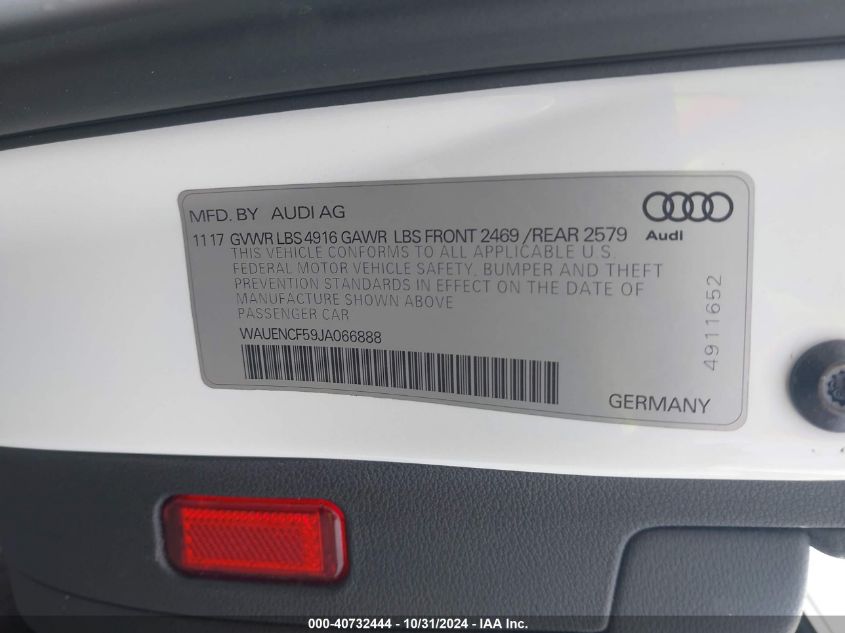 MFD. BY AUDI AG
Audi
11 17 GVWR LBS 4916 GAWR LBS FRONT 2469 /REAR 2579
THIS VEHICLE CONFORMS TO ALL APPLICABLE U.S
FEDERAL MOTOR VEHICLE SAFETY, BUMPER AND THEFT
PREVENTION STANDARDS IN EFFECT ON THE DATE OF
MANUFACTURE SHOWN ABOVE
PASSENGER CAR
WAUENCF59JA066888
4911652
GERMANY
000-40732444 - 10/31/2024 - IAA Inc.